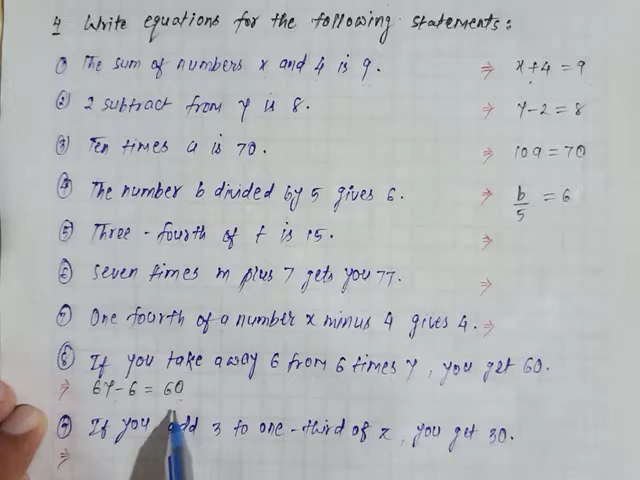 4 Write equations for the following statements:
① The sum of numbers x and 4 is 9. ⇒ x+4 = 9
② 2 subtract from y is 8. ⇒ y-2 = 8
③ Ten times a is 70. ⇒ 10a = 70
④ The number b divided by 5 gives 6. ⇒ b/5 = 6
⑤ Three-fourth of t is 15. ⇒
⑥ Seven times m plus 7 gets you 77. ⇒
⑦ One fourth of a number x minus 4 gives 4. ⇒
⑧ If you take away 6 from 6 times y, you get 60.
⇒ 6y-6 = 60
⑨ If you add 3 to one-third of z, you get 30.
⇒